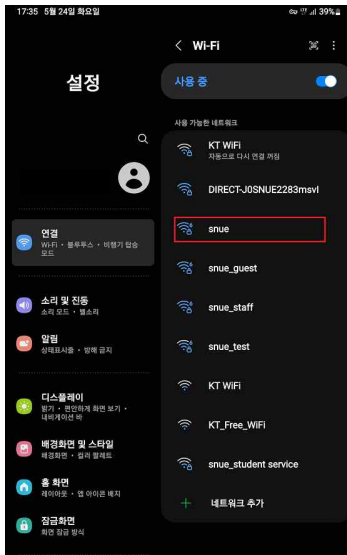 17:35 5월 24일 화요일
39%
설정
연결
Wi-Fi • 블루투스 • 비행기 탑승
모드
소리 및 진동
소리 모드 • 벨소리
알림
상태표시줄 • 방해 금지
디스플레이
밝기 • 편안하게 화면 보기 •
내비게이션 바
배경화면 및 스타일
배경화면 • 컬러 팔레트
홈 화면
레이아웃 • 앱 아이콘 배지
잠금화면
화면 잠금 방식
Wi-Fi
사용 중
사용 가능한 네트워크
KT WiFi
자동으로 다시 연결 꺼짐
DIRECT-J0SNUE2283msvl
snue
snue_guest
snue_staff
snue_test
KT WiFi
KT_Free_WiFi
snue_student service
네트워크 추가